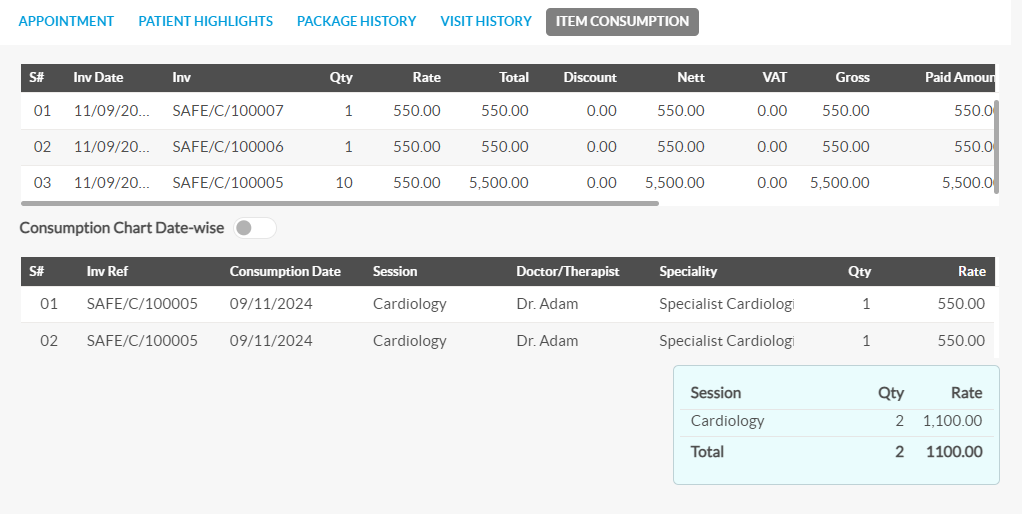 APPOINTMENT PATIENT HIGHLIGHTS PACKAGE HISTORY VISIT HISTORY ITEM CONSUMPTION
S# Inv Date Inv Qty Rate Total Discount Nett VAT Gross Paid Amoun
01 11/09/20... SAFE/C/100007 1 550.00 550.00 0.00 550.00 0.00 550.00 550.0
02 11/09/20... SAFE/C/100006 1 550.00 550.00 0.00 550.00 0.00 550.00 550.0
03 11/09/20... SAFE/C/100005 10 550.00 5,500.00 0.00 5,500.00 0.00 5,500.00 5,500.0
Consumption Chart Date-wise
S# Inv Ref Consumption Date Session Doctor/Therapist Speciality Qty Rate
01 SAFE/C/100005 09/11/2024 Cardiology Dr. Adam Specialist Cardiologi 1 550.00
02 SAFE/C/100005 09/11/2024 Cardiology Dr. Adam Specialist Cardiologi 1 550.00
Session Qty Rate
Cardiology 2 1,100.00
Total 2 1100.00